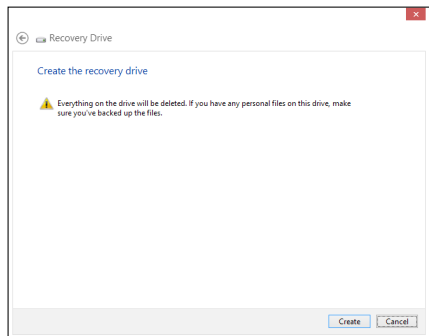 Recovery Drive
Create the recovery drive
Everything on the drive will be deleted. If you have any personal files on this drive, make
sure you've backed up the files.
Create Cancel